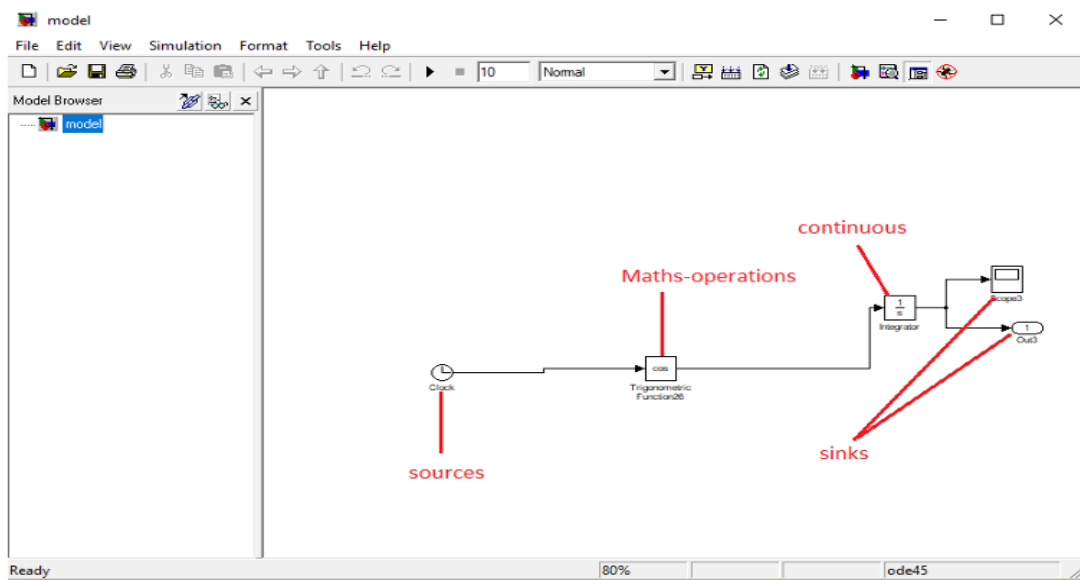 model
File Edit View Simulation Format Tools Help
10 Normal
Model Browser
model
continuous
Maths-operations
Scope3
1
s
Integrator
1
Out3
cos
Clock
Trigonometric
Function26
sinks
sources
Ready 80% ode45